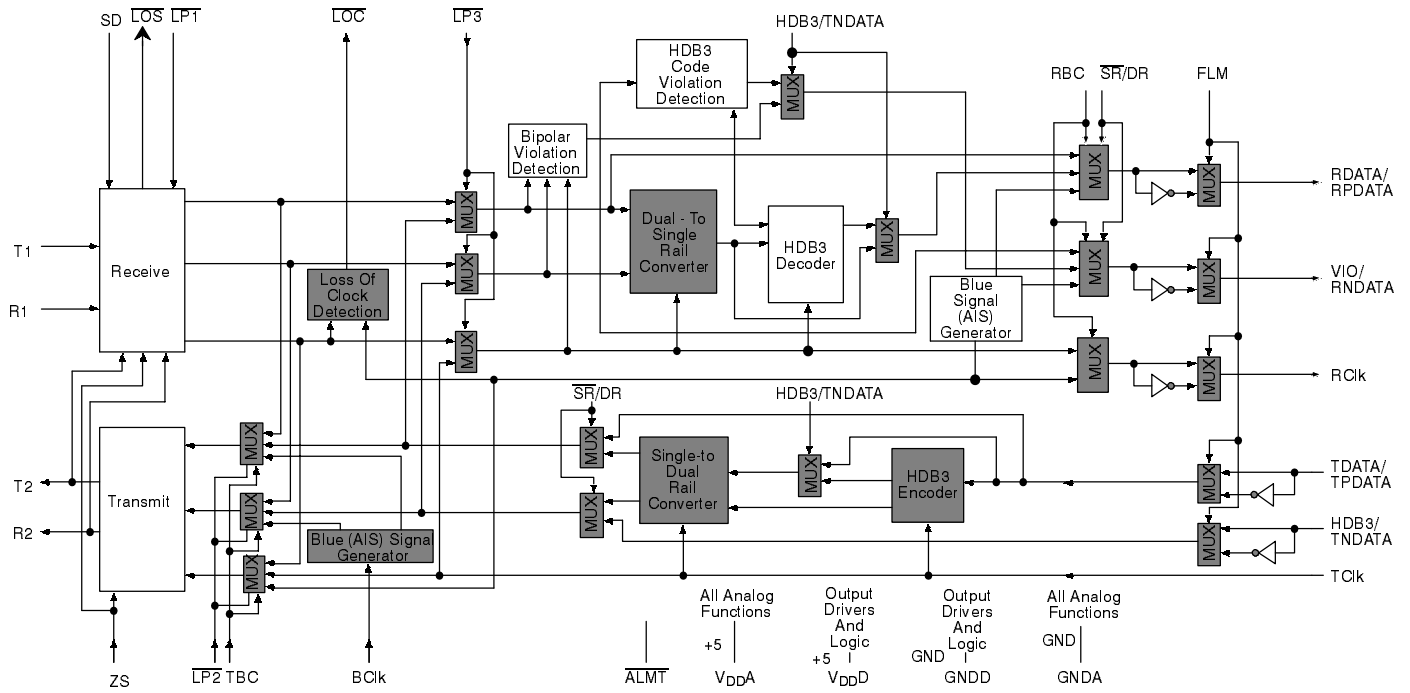 SD
LOS
LP1
LOC
LP3
HDB3/TNDATA
HDB3
Code
Violation
Detection
MUX
RBC
SR/DR
FLM
Bipolar
Violation
Detection
MUX
MUX
RDATA/
RPDATA
MUX
Dual - To
Single
Rail
Converter
HDB3
Decoder
MUX
T1
Receive
Loss Of
Clock
Detection
MUX
MUX
MUX
VIO/
RNDATA
R1
Blue
Signal
(AIS)
Generator
MUX
MUX
MUX
RClk
SR/DR
HDB3/TNDATA
MUX
MUX
Single-to
Dual
Rail
Converter
MUX
HDB3
Encoder
MUX
TDATA/
TPDATA
T2
Transmit
MUX
MUX
MUX
HDB3/
TNDATA
R2
Blue (AIS) Signal
Generator
MUX
TClk
All Analog
Functions
Output
Drivers
And
Logic
Output
Drivers
And
Logic
All Analog
Functions
+5
+5
GND
GND
ZS
LP2
TBC
BClk
ALMT
VDDA
VDDD
GNDD
GNDA